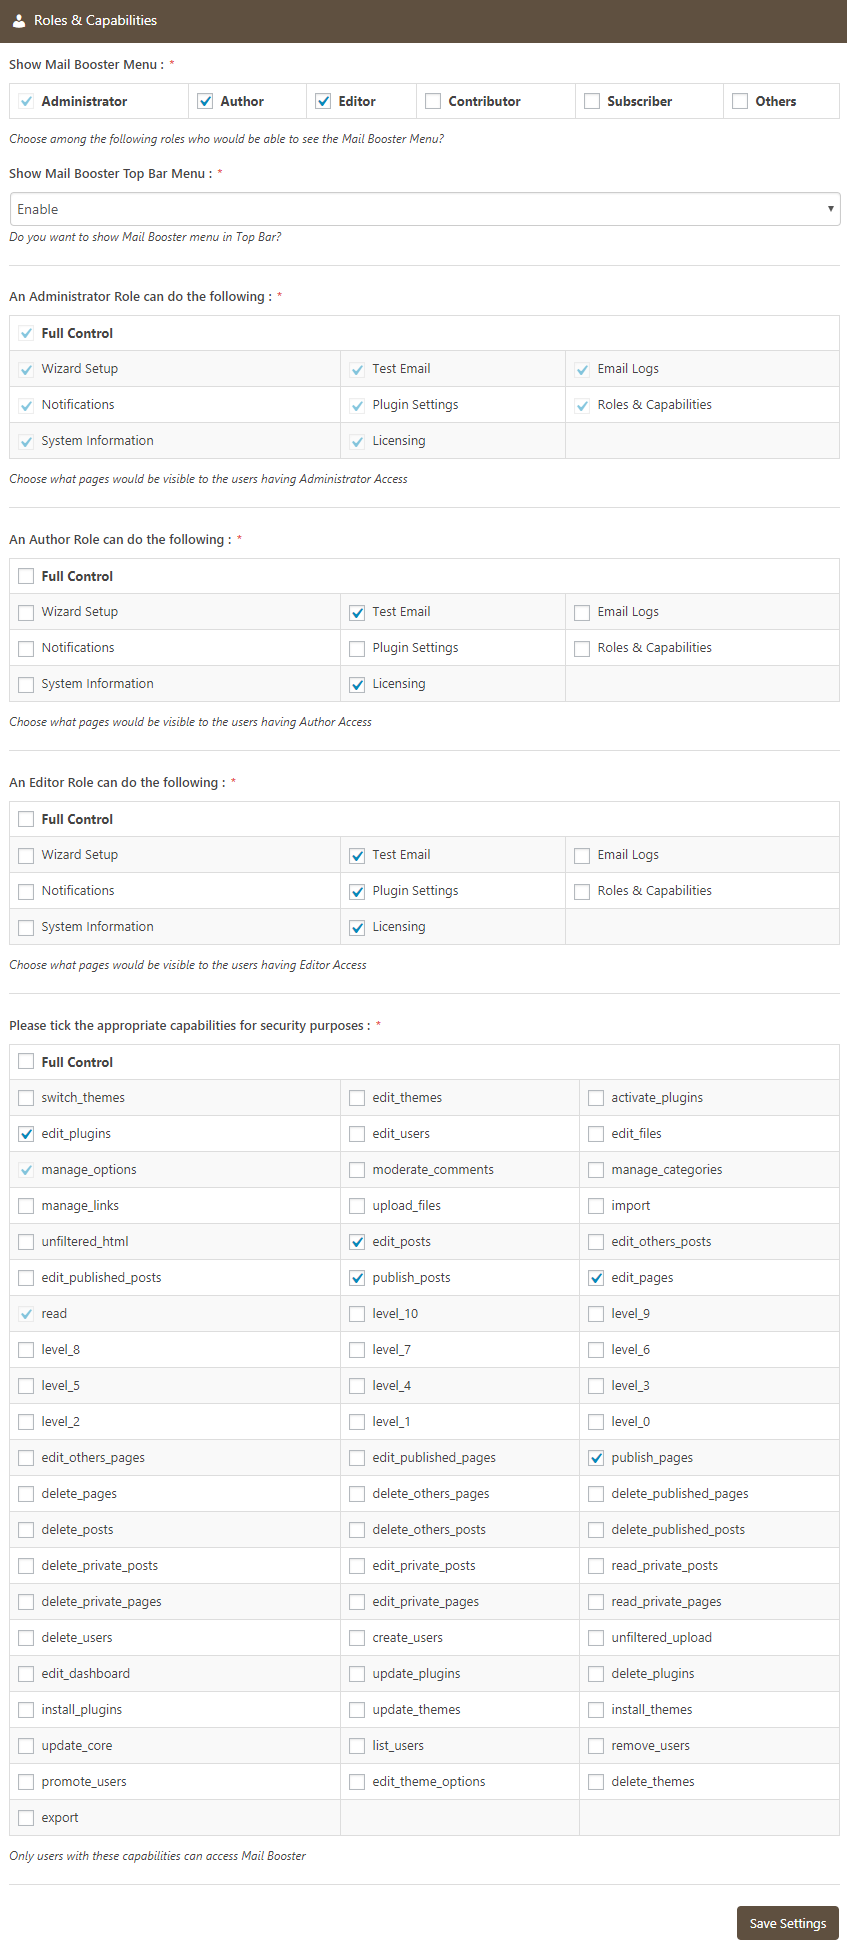 Roles & Capabilities
Show Mail Booster Menu : *
Administrator Author Editor Contributor Subscriber Others
Choose among the following roles who would be able to see the Mail Booster Menu?
Show Mail Booster Top Bar Menu : *
Enable
Do you want to show Mail Booster menu in Top Bar?
An Administrator Role can do the following : *
Full Control
Wizard Setup Test Email Email Logs
Notifications Plugin Settings Roles & Capabilities
System Information Licensing
Choose what pages would be visible to the users having Administrator Access
An Author Role can do the following : *
Full Control
Wizard Setup Test Email Email Logs
Notifications Plugin Settings Roles & Capabilities
System Information Licensing
Choose what pages would be visible to the users having Author Access
An Editor Role can do the following : *
Full Control
Wizard Setup Test Email Email Logs
Notifications Plugin Settings Roles & Capabilities
System Information Licensing
Choose what pages would be visible to the users having Editor Access
Please tick the appropriate capabilities for security purposes : *
Full Control
switch_themes edit_themes activate_plugins
edit_plugins edit_users edit_files
manage_options moderate_comments manage_categories
manage_links upload_files import
unfiltered_html edit_posts edit_others_posts
edit_published_posts publish_posts edit_pages
read level_10 level_9
level_8 level_7 level_6
level_5 level_4 level_3
level_2 level_1 level_0
edit_others_pages edit_published_pages publish_pages
delete_pages delete_others_pages delete_published_pages
delete_posts delete_others_posts delete_published_posts
delete_private_posts edit_private_posts read_private_posts
delete_private_pages edit_private_pages read_private_pages
delete_users create_users unfiltered_upload
edit_dashboard update_plugins delete_plugins
install_plugins update_themes install_themes
update_core list_users remove_users
promote_users edit_theme_options delete_themes
export
Only users with these capabilities can access Mail Booster
Save Settings